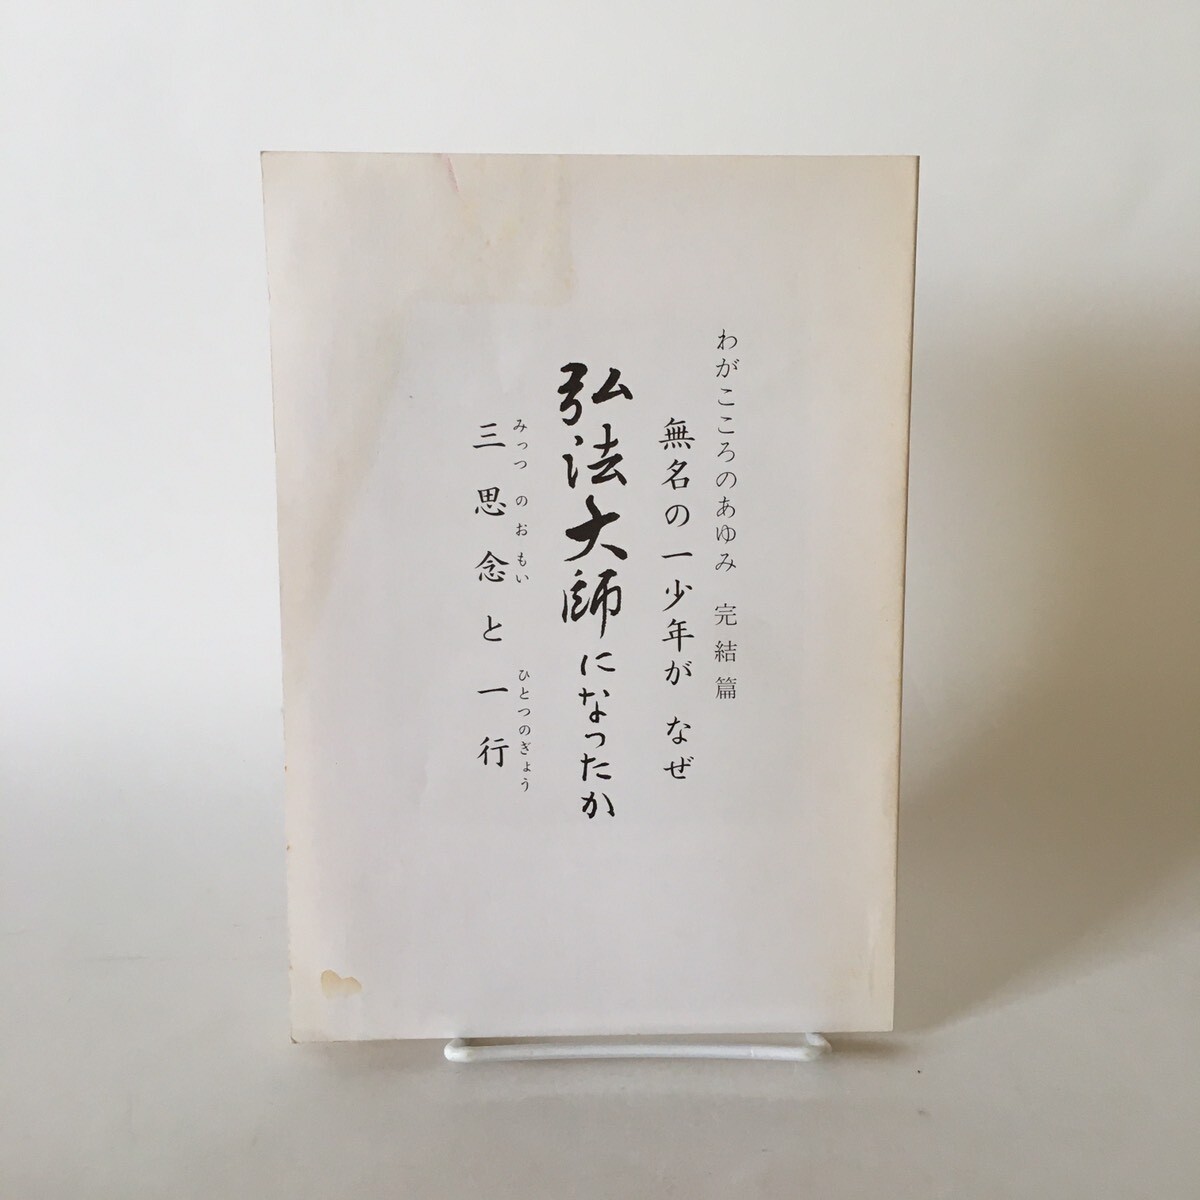 わがこころのあゆみ 完結篇
無名の一少年が なぜ
弘法大師になったか
みっつ のお もい ひとつのぎょう
三思念と一行